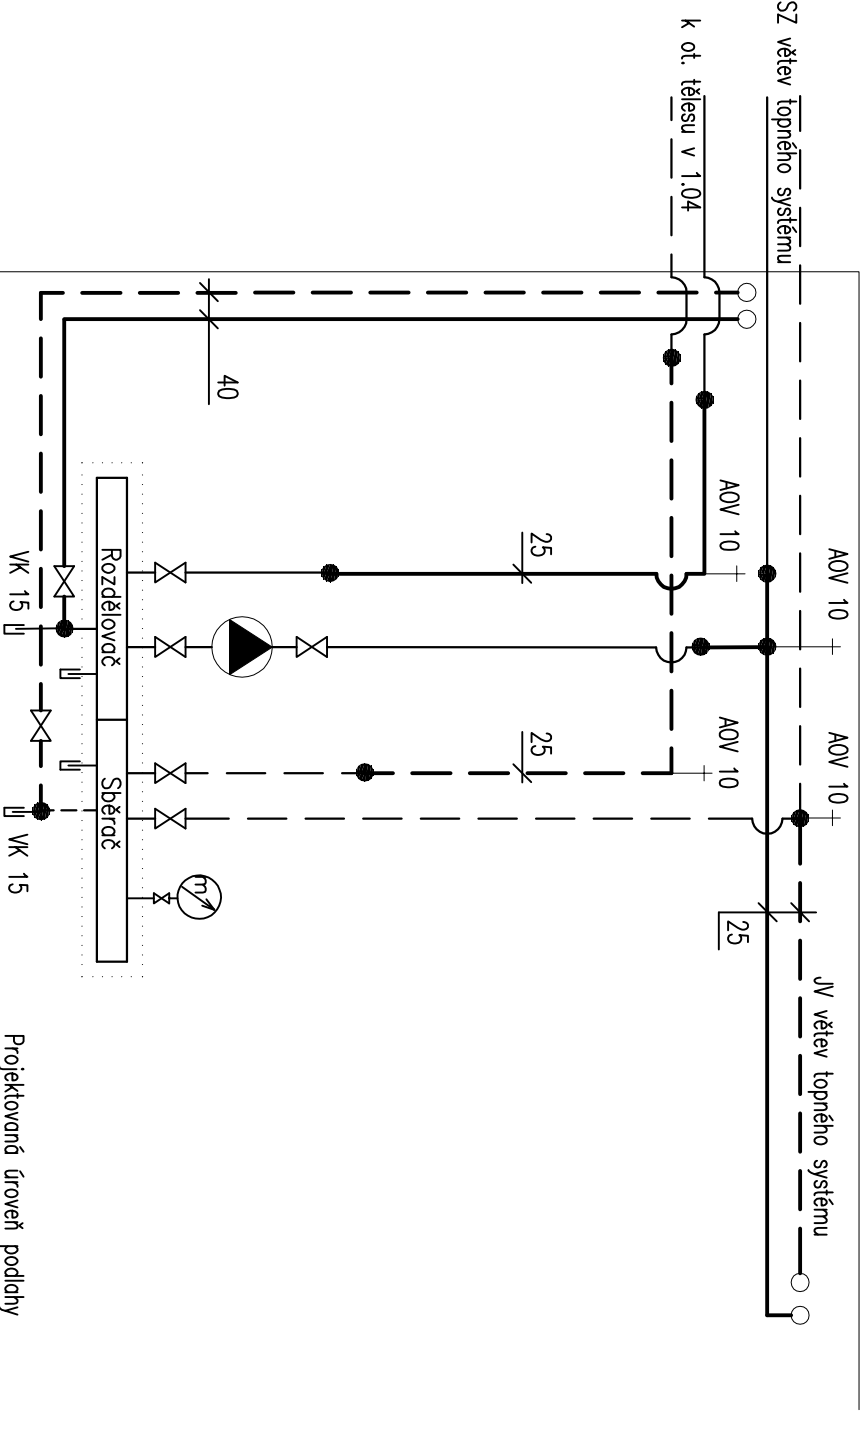 SZ větev topného systému
k ot. tělesu v 1.04
AOV 10
AOV 10
AOV 10
AOV 10
JV větev topného systému
25
25
25
40
Rozdělovač
Sběrač
m
VK 15
VK 15
Projektovaná úroveň podlahy